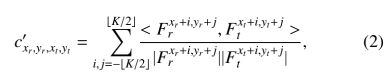 c'_{x_r,y_r,x_t,y_t} = \sum_{i,j=-\lfloor K/2 \rfloor}^{\lfloor K/2 \rfloor} \frac{< F_r^{x_r+i,y_r+j}, F_t^{x_t+i,y_t+j} >}{|F_r^{x_r+i,y_r+j}||F_t^{x_t+i,y_t+j}|}, (2)